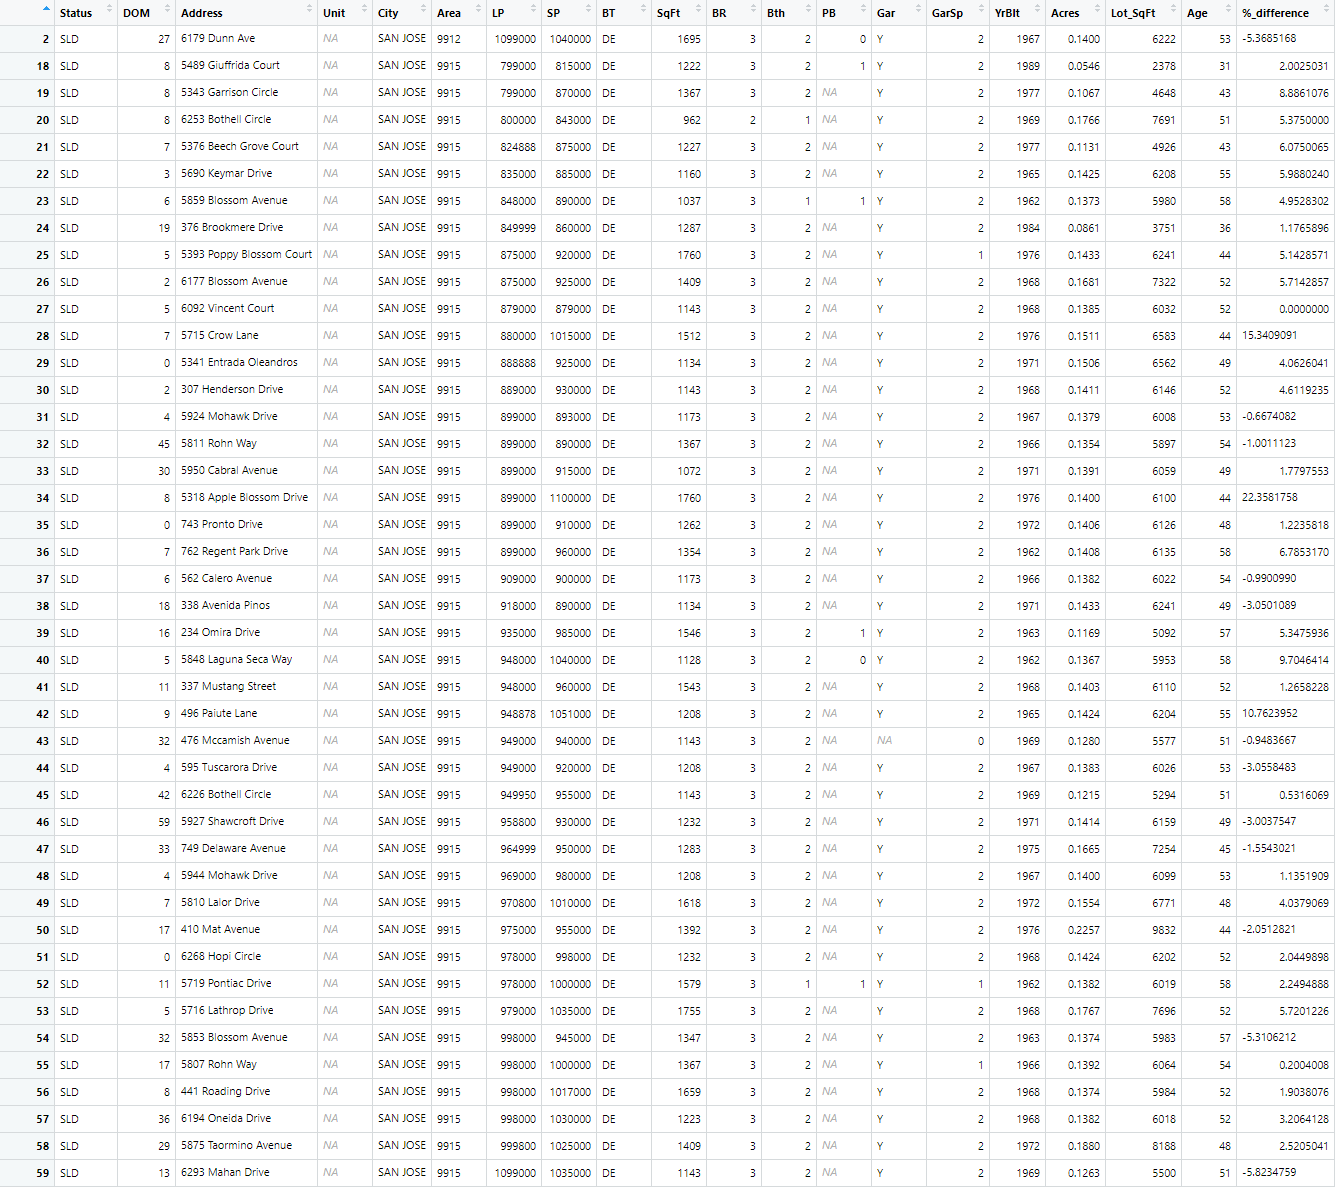 Status DOM Address Unit City Area LP SP BT SqFt BR Bth PB Gar GarSp YrBlt Acres Lot_SqFt Age %_difference
2 SLD 27 6179 Dunn Ave NA SAN JOSE 9912 1099000 1040000 DE 1695 3 2 0 Y 2 1967 0.1400 6222 53 -5.3685168
18 SLD 8 5489 Giuffrida Court NA SAN JOSE 9915 799000 815000 DE 1222 3 2 1 Y 2 1989 0.0546 2378 31 2.0025031
19 SLD 8 5343 Garrison Circle NA SAN JOSE 9915 799000 870000 DE 1367 3 2 NA Y 2 1977 0.1067 4648 43 8.8861076
20 SLD 8 6253 Bothell Circle NA SAN JOSE 9915 800000 843000 DE 962 2 1 NA Y 2 1969 0.1766 7691 51 5.3750000
21 SLD 7 5376 Beech Grove Court NA SAN JOSE 9915 824888 875000 DE 1227 3 2 NA Y 2 1977 0.1131 4926 43 6.0750065
22 SLD 3 5690 Keymar Drive NA SAN JOSE 9915 835000 885000 DE 1160 3 2 NA Y 2 1965 0.1425 6208 55 5.9880240
23 SLD 6 5859 Blossom Avenue NA SAN JOSE 9915 848000 890000 DE 1037 3 1 1 Y 2 1962 0.1373 5980 58 4.9528302
24 SLD 19 376 Brookmere Drive NA SAN JOSE 9915 849999 860000 DE 1287 3 2 NA Y 2 1984 0.0861 3751 36 1.1765896
25 SLD 5 5393 Poppy Blossom Court NA SAN JOSE 9915 875000 920000 DE 1760 3 2 NA Y 1 1976 0.1433 6241 44 5.1428571
26 SLD 2 6177 Blossom Avenue NA SAN JOSE 9915 875000 925000 DE 1409 3 2 NA Y 2 1968 0.1681 7322 52 5.7142857
27 SLD 5 6092 Vincent Court NA SAN JOSE 9915 879000 879000 DE 1143 3 2 NA Y 2 1968 0.1385 6032 52 0.0000000
28 SLD 7 5715 Crow Lane NA SAN JOSE 9915 880000 1015000 DE 1512 3 2 NA Y 2 1976 0.1511 6583 44 15.3409091
29 SLD 0 5341 Entrada Oleandros NA SAN JOSE 9915 888888 925000 DE 1134 3 2 NA Y 2 1971 0.1506 6562 49 4.0626041
30 SLD 2 307 Henderson Drive NA SAN JOSE 9915 889000 930000 DE 1143 3 2 NA Y 2 1968 0.1411 6146 52 4.6119235
31 SLD 4 5924 Mohawk Drive NA SAN JOSE 9915 899000 893000 DE 1173 3 2 NA Y 2 1967 0.1379 6008 53 -0.6674082
32 SLD 45 5811 Rohn Way NA SAN JOSE 9915 899000 890000 DE 1367 3 2 NA Y 2 1966 0.1354 5897 54 -1.0011123
33 SLD 30 5950 Cabral Avenue NA SAN JOSE 9915 899000 915000 DE 1072 3 2 NA Y 2 1971 0.1391 6059 49 1.7797553
34 SLD 8 5318 Apple Blossom Drive NA SAN JOSE 9915 899000 1100000 DE 1760 3 2 NA Y 2 1976 0.1400 6100 44 22.3581758
35 SLD 0 743 Pronto Drive NA SAN JOSE 9915 899000 910000 DE 1262 3 2 NA Y 2 1972 0.1406 6126 48 1.2235818
36 SLD 7 762 Regent Park Drive NA SAN JOSE 9915 899000 960000 DE 1354 3 2 NA Y 2 1962 0.1408 6135 58 6.7853170
37 SLD 6 562 Calero Avenue NA SAN JOSE 9915 909000 900000 DE 1173 3 2 NA Y 2 1966 0.1382 6022 54 -0.9900990
38 SLD 18 338 Avenida Pinos NA SAN JOSE 9915 918000 890000 DE 1134 3 2 NA Y 2 1971 0.1433 6241 49 -3.0501089
39 SLD 16 234 Omira Drive NA SAN JOSE 9915 935000 985000 DE 1546 3 2 1 Y 2 1963 0.1169 5092 57 5.3475936
40 SLD 5 5848 Laguna Seca Way NA SAN JOSE 9915 948000 1040000 DE 1128 3 2 0 Y 2 1962 0.1367 5953 58 9.7046414
41 SLD 11 337 Mustang Street NA SAN JOSE 9915 948000 960000 DE 1543 3 2 NA Y 2 1968 0.1403 6110 52 1.2658228
42 SLD 9 496 Paiute Lane NA SAN JOSE 9915 948878 1051000 DE 1208 3 2 NA Y 2 1965 0.1424 6204 55 10.7623952
43 SLD 32 476 Mccamish Avenue NA SAN JOSE 9915 949000 940000 DE 1143 3 2 NA NA 0 1969 0.1280 5577 51 -0.9483667
44 SLD 4 595 Tuscarora Drive NA SAN JOSE 9915 949000 920000 DE 1208 3 2 NA Y 2 1967 0.1383 6026 53 -3.0558483
45 SLD 42 6226 Bothell Circle NA SAN JOSE 9915 949950 955000 DE 1143 3 2 NA Y 2 1969 0.1215 5294 51 0.5316069
46 SLD 59 5927 Shawcroft Drive NA SAN JOSE 9915 958800 930000 DE 1232 3 2 NA Y 2 1971 0.1414 6159 49 -3.0037547
47 SLD 33 749 Delaware Avenue NA SAN JOSE 9915 964999 950000 DE 1283 3 2 NA Y 2 1975 0.1665 7254 45 -1.5543021
48 SLD 4 5944 Mohawk Drive NA SAN JOSE 9915 969000 980000 DE 1208 3 2 NA Y 2 1967 0.1400 6099 53 1.1351909
49 SLD 7 5810 Lalor Drive NA SAN JOSE 9915 970800 1010000 DE 1618 3 2 NA Y 2 1972 0.1554 6771 48 4.0379069
50 SLD 17 410 Mat Avenue NA SAN JOSE 9915 975000 955000 DE 1392 3 2 NA Y 2 1976 0.2257 9832 44 -2.0512821
51 SLD 0 6268 Hopi Circle NA SAN JOSE 9915 978000 998000 DE 1232 3 2 NA Y 2 1968 0.1424 6202 52 2.0449898
52 SLD 11 5719 Pontiac Drive NA SAN JOSE 9915 978000 1000000 DE 1579 3 1 1 Y 1 1962 0.1382 6019 58 2.2494888
53 SLD 5 5716 Lathrop Drive NA SAN JOSE 9915 979000 1035000 DE 1755 3 2 NA Y 2 1968 0.1767 7696 52 5.7201226
54 SLD 32 5853 Blossom Avenue NA SAN JOSE 9915 998000 945000 DE 1347 3 2 NA Y 2 1963 0.1374 5983 57 -5.3106212
55 SLD 17 5807 Rohn Way NA SAN JOSE 9915 998000 1000000 DE 1367 3 2 NA Y 1 1966 0.1392 6064 54 0.2004008
56 SLD 8 441 Roading Drive NA SAN JOSE 9915 998000 1017000 DE 1659 3 2 NA Y 2 1968 0.1374 5984 52 1.9038076
57 SLD 36 6194 Oneida Drive NA SAN JOSE 9915 998000 1030000 DE 1223 3 2 NA Y 2 1968 0.1382 6018 52 3.2064128
58 SLD 29 5875 Taormino Avenue NA SAN JOSE 9915 999800 1025000 DE 1409 3 2 NA Y 2 1972 0.1880 8188 48 2.5205041
59 SLD 13 6293 Mahan Drive NA SAN JOSE 9915 1099000 1035000 DE 1143 3 2 NA Y 2 1969 0.1263 5500 51 -5.8234759